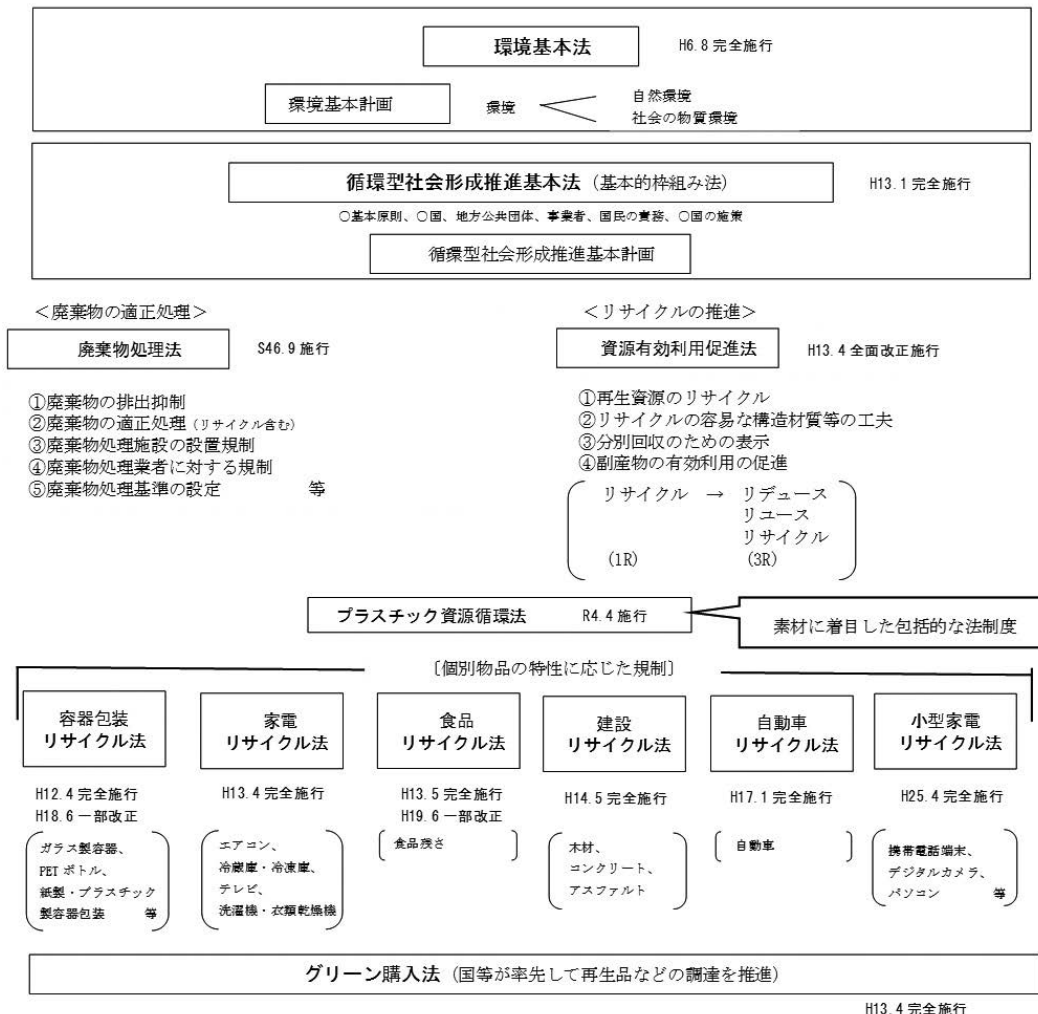 環境基本法 H6.8 完全施行
環境基本計画
環境
自然環境
社会の物質環境
循環型社会形成推進基本法（基本的枠組み法） H13.1 完全施行
○基本原則、○国、地方公共団体、事業者、国民の責務、○国の施策
循環型社会形成推進基本計画
＜廃棄物の適正処理＞
廃棄物処理法 S46.9 施行
①廃棄物の排出抑制
②廃棄物の適正処理（リサイクル含む）
③廃棄物処理施設の設置規制
④廃棄物処理業者に対する規制
⑤廃棄物処理基準の設定 等
＜リサイクルの推進＞
資源有効利用促進法 H13.4 全面改正施行
①再生資源のリサイクル
②リサイクルの容易な構造材質等の工夫
③分別回収のための表示
④副産物の有効利用の促進
リサイクル → リデュース
リユース
リサイクル
(1R) (3R)
プラスチック資源循環法 R4.4 施行
素材に着目した包括的な法制度
〔個別物品の特性に応じた規制〕
容器包装
リサイクル法
H12.4 完全施行
H18.6 一部改正
ガラス製容器、
PET ボトル、
紙製・プラスチック
製容器包装 等
家電
リサイクル法
H13.4 完全施行
エアコン、
冷蔵庫・冷凍庫、
テレビ、
洗濯機・衣類乾燥機
食品
リサイクル法
H13.5 完全施行
H19.6 一部改正
食品残さ
建設
リサイクル法
H14.5 完全施行
木材、
コンクリート、
アスファルト
自動車
リサイクル法
H17.1 完全施行
自動車
小型家電
リサイクル法
H25.4 完全施行
携帯電話端末、
デジタルカメラ、
パソコン 等
グリーン購入法（国等が率先して再生品などの調達を推進）
H13.4 完全施行